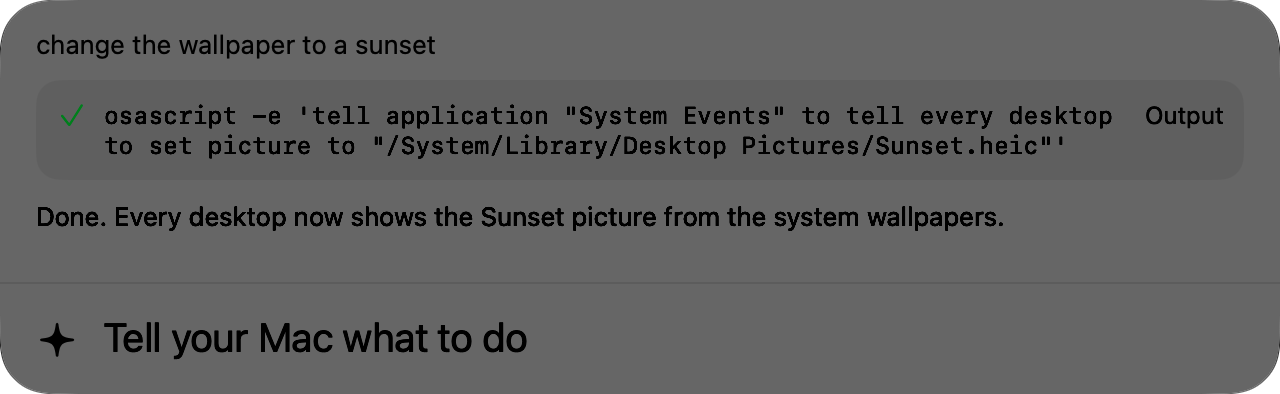 change the wallpaper to a sunset
osascript -e 'tell application "System Events" to tell every desktop
to set picture to "/System/Library/Desktop Pictures/Sunset.heic"'
Output
Done. Every desktop now shows the Sunset picture from the system wallpapers.
Tell your Mac what to do